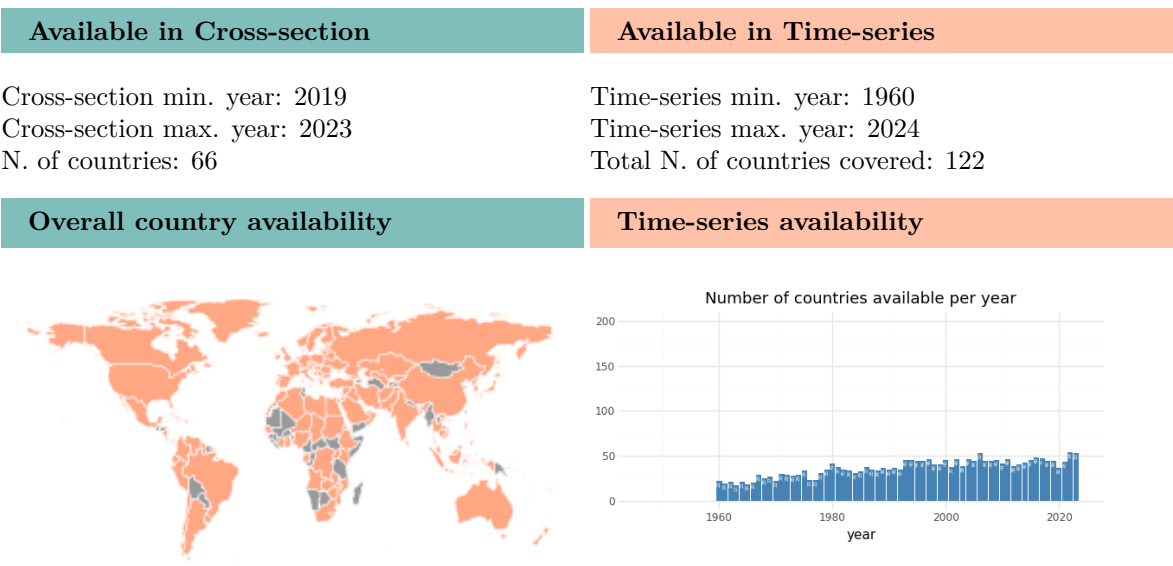 Available in Cross-section
Available in Time-series
Cross-section min. year: 2019
Cross-section max. year: 2023
N. of countries: 66
Time-series min. year: 1960
Time-series max. year: 2024
Total N. of countries covered: 122
Overall country availability
Time-series availability
Number of countries available per year
200
150
100
50
0
1960
1980
2000
2020
year